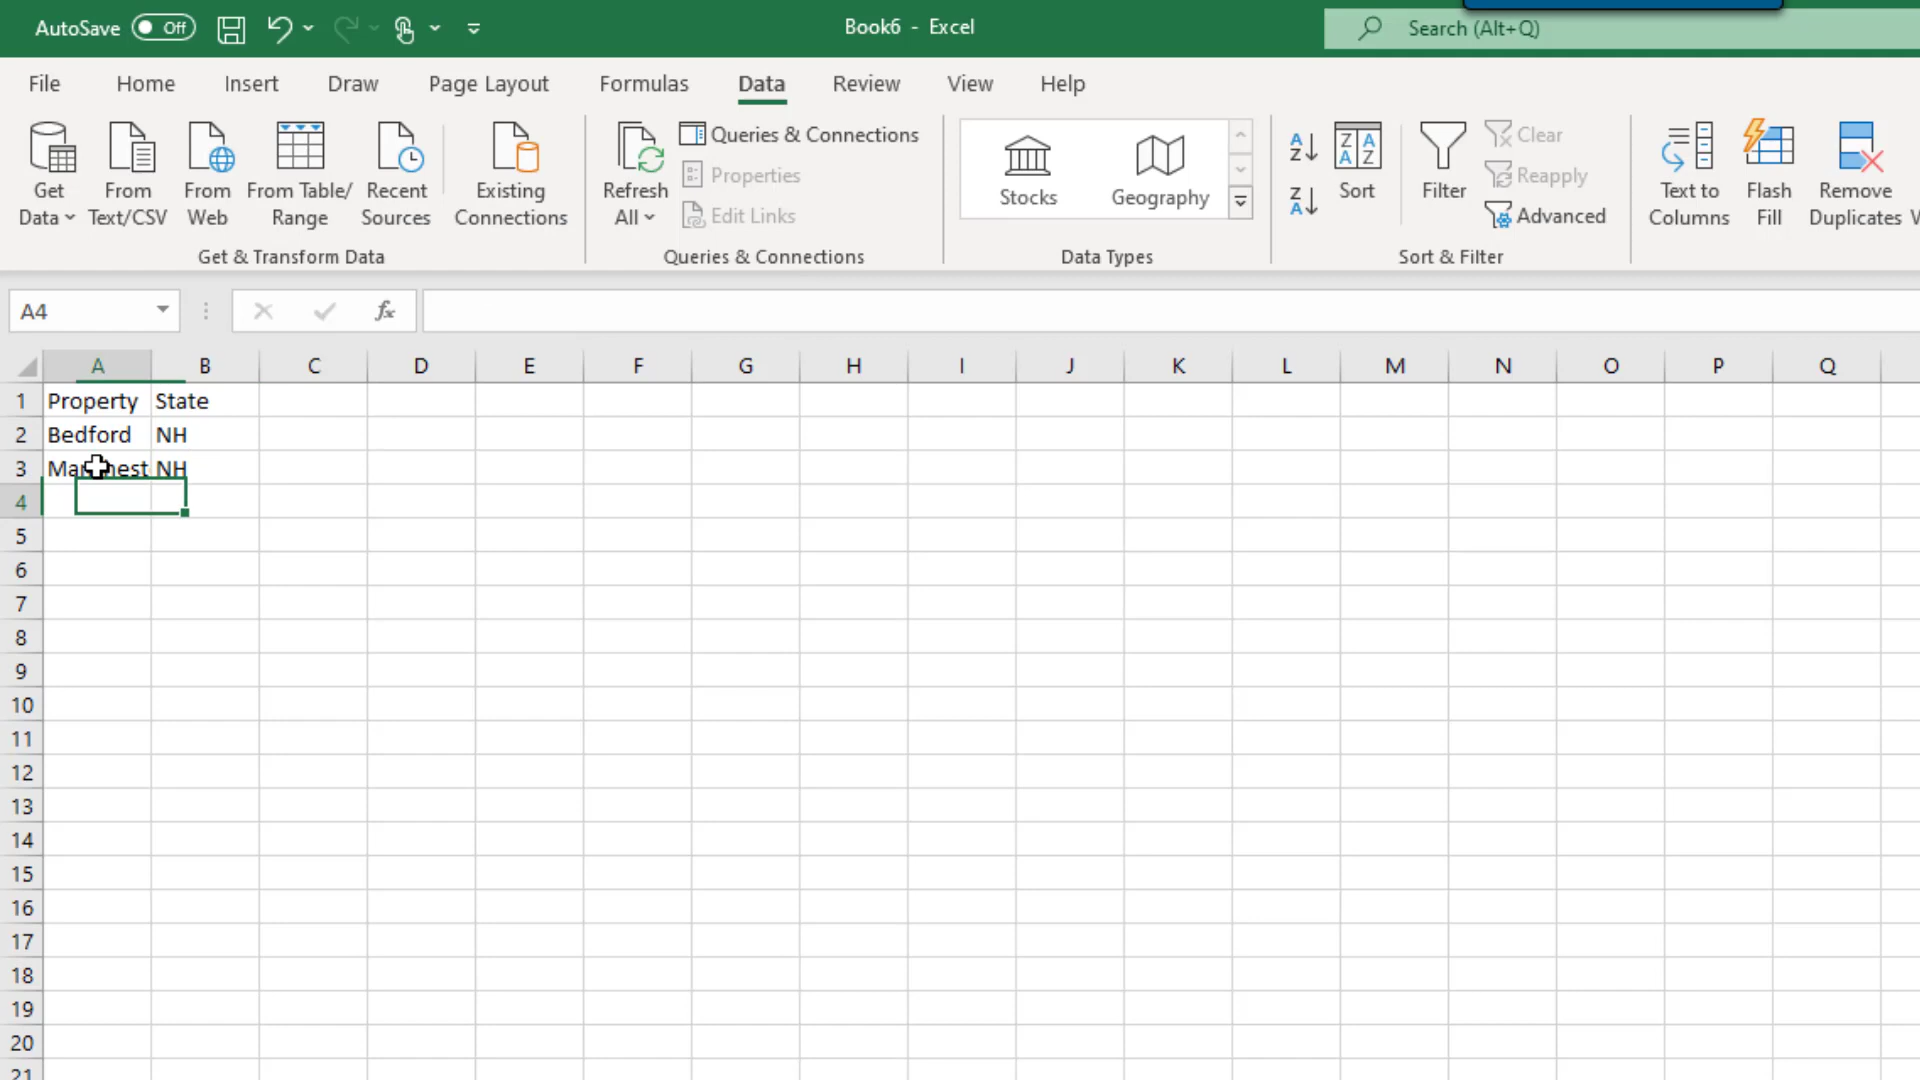 AutoSave Off Book6 - Excel Search (Alt+Q)
File Home Insert Draw Page Layout Formulas Data Review View Help
Get Data
From Text/CSV
From Web
From Table/ Range
Recent Sources
Existing Connections
Get & Transform Data
Refresh All
Queries & Connections
Properties
Edit Links
Queries & Connections
Stocks
Geography
Data Types
Sort
Filter
Clear
Reapply
Advanced
Sort & Filter
Text to Columns
Flash Fill
Remove Duplicates
A4 fx
A B C D E F G H I J K L M N O P Q
1 Property State
2 Bedford NH
3 NH
4
5
6
7
8
9
10
11
12
13
14
15
16
17
18
19
20
21